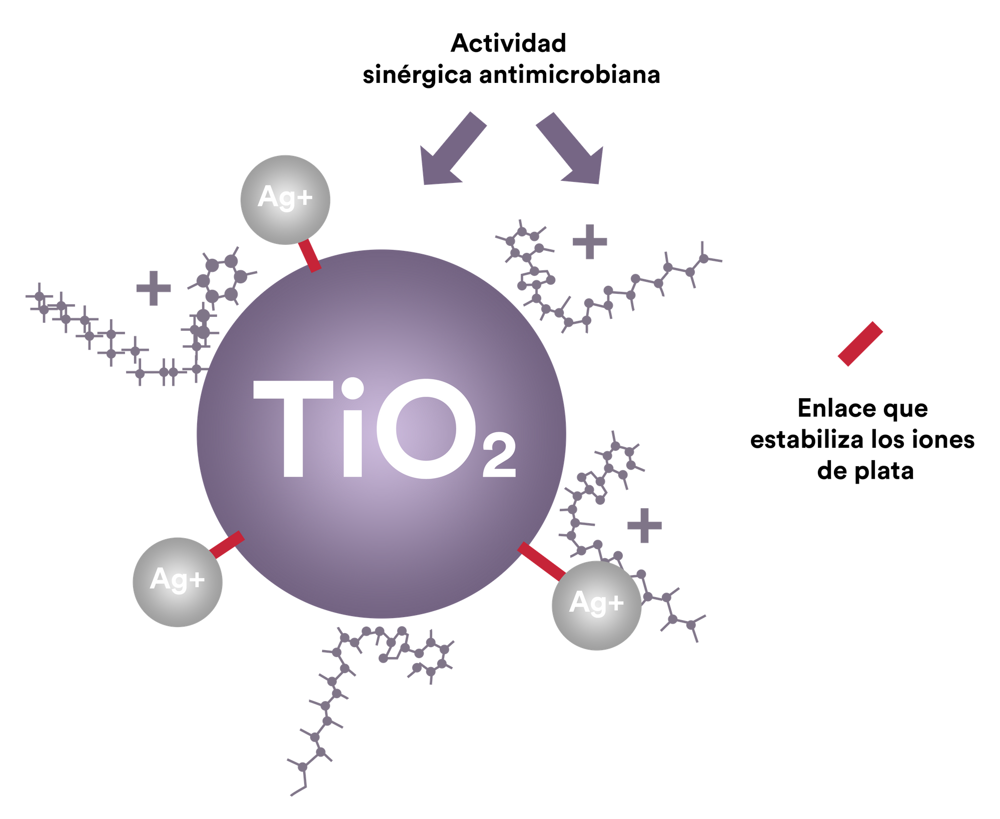 Actividad
sinérgica antimicrobiana
Ag+
+
+
TiO₂
Enlace que
estabiliza los iones
de plata
+
Ag+
Ag+